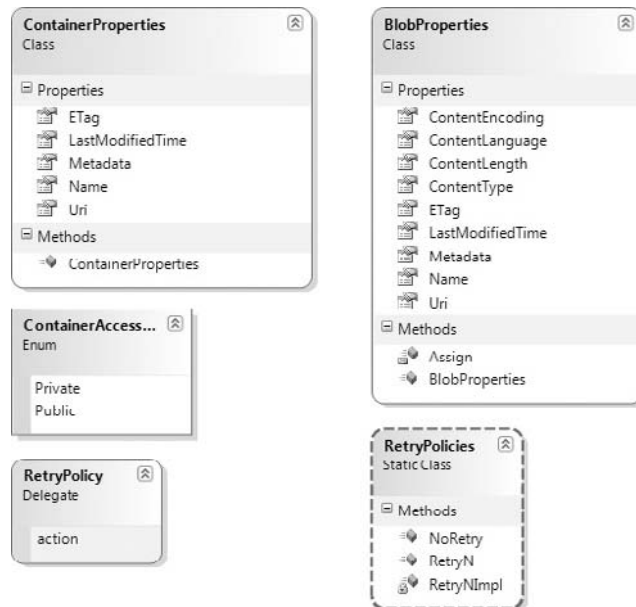 ContainerProperties
Class
Properties
ETag
LastModifiedTime
Metadata
Name
Uri
Methods
ContainerProperties
ContainerAccess...
Enum
Private
Public
RetryPolicy
Delegate
action
BlobProperties
Class
Properties
ContentEncoding
ContentLanguage
ContentLength
ContentType
ETag
LastModifiedTime
Metadata
Name
Uri
Methods
Assign
BlobProperties
RetryPolicies
Static Class
Methods
NoRetry
RetryN
RetryNImpl